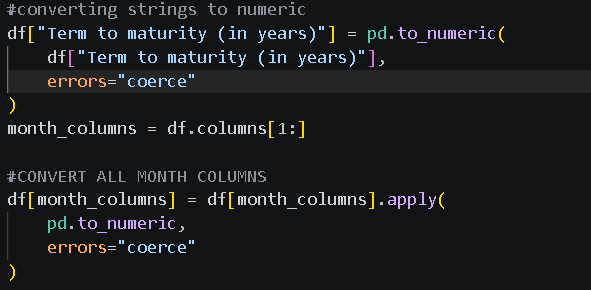 #converting strings to numeric
df["Term to maturity (in years)"] = pd.to_numeric(
    df["Term to maturity (in years)"],
    errors="coerce"
)
month_columns = df.columns[1:]

#CONVERT ALL MONTH COLUMNS
df[month_columns] = df[month_columns].apply(
    pd.to_numeric,
    errors="coerce"
)